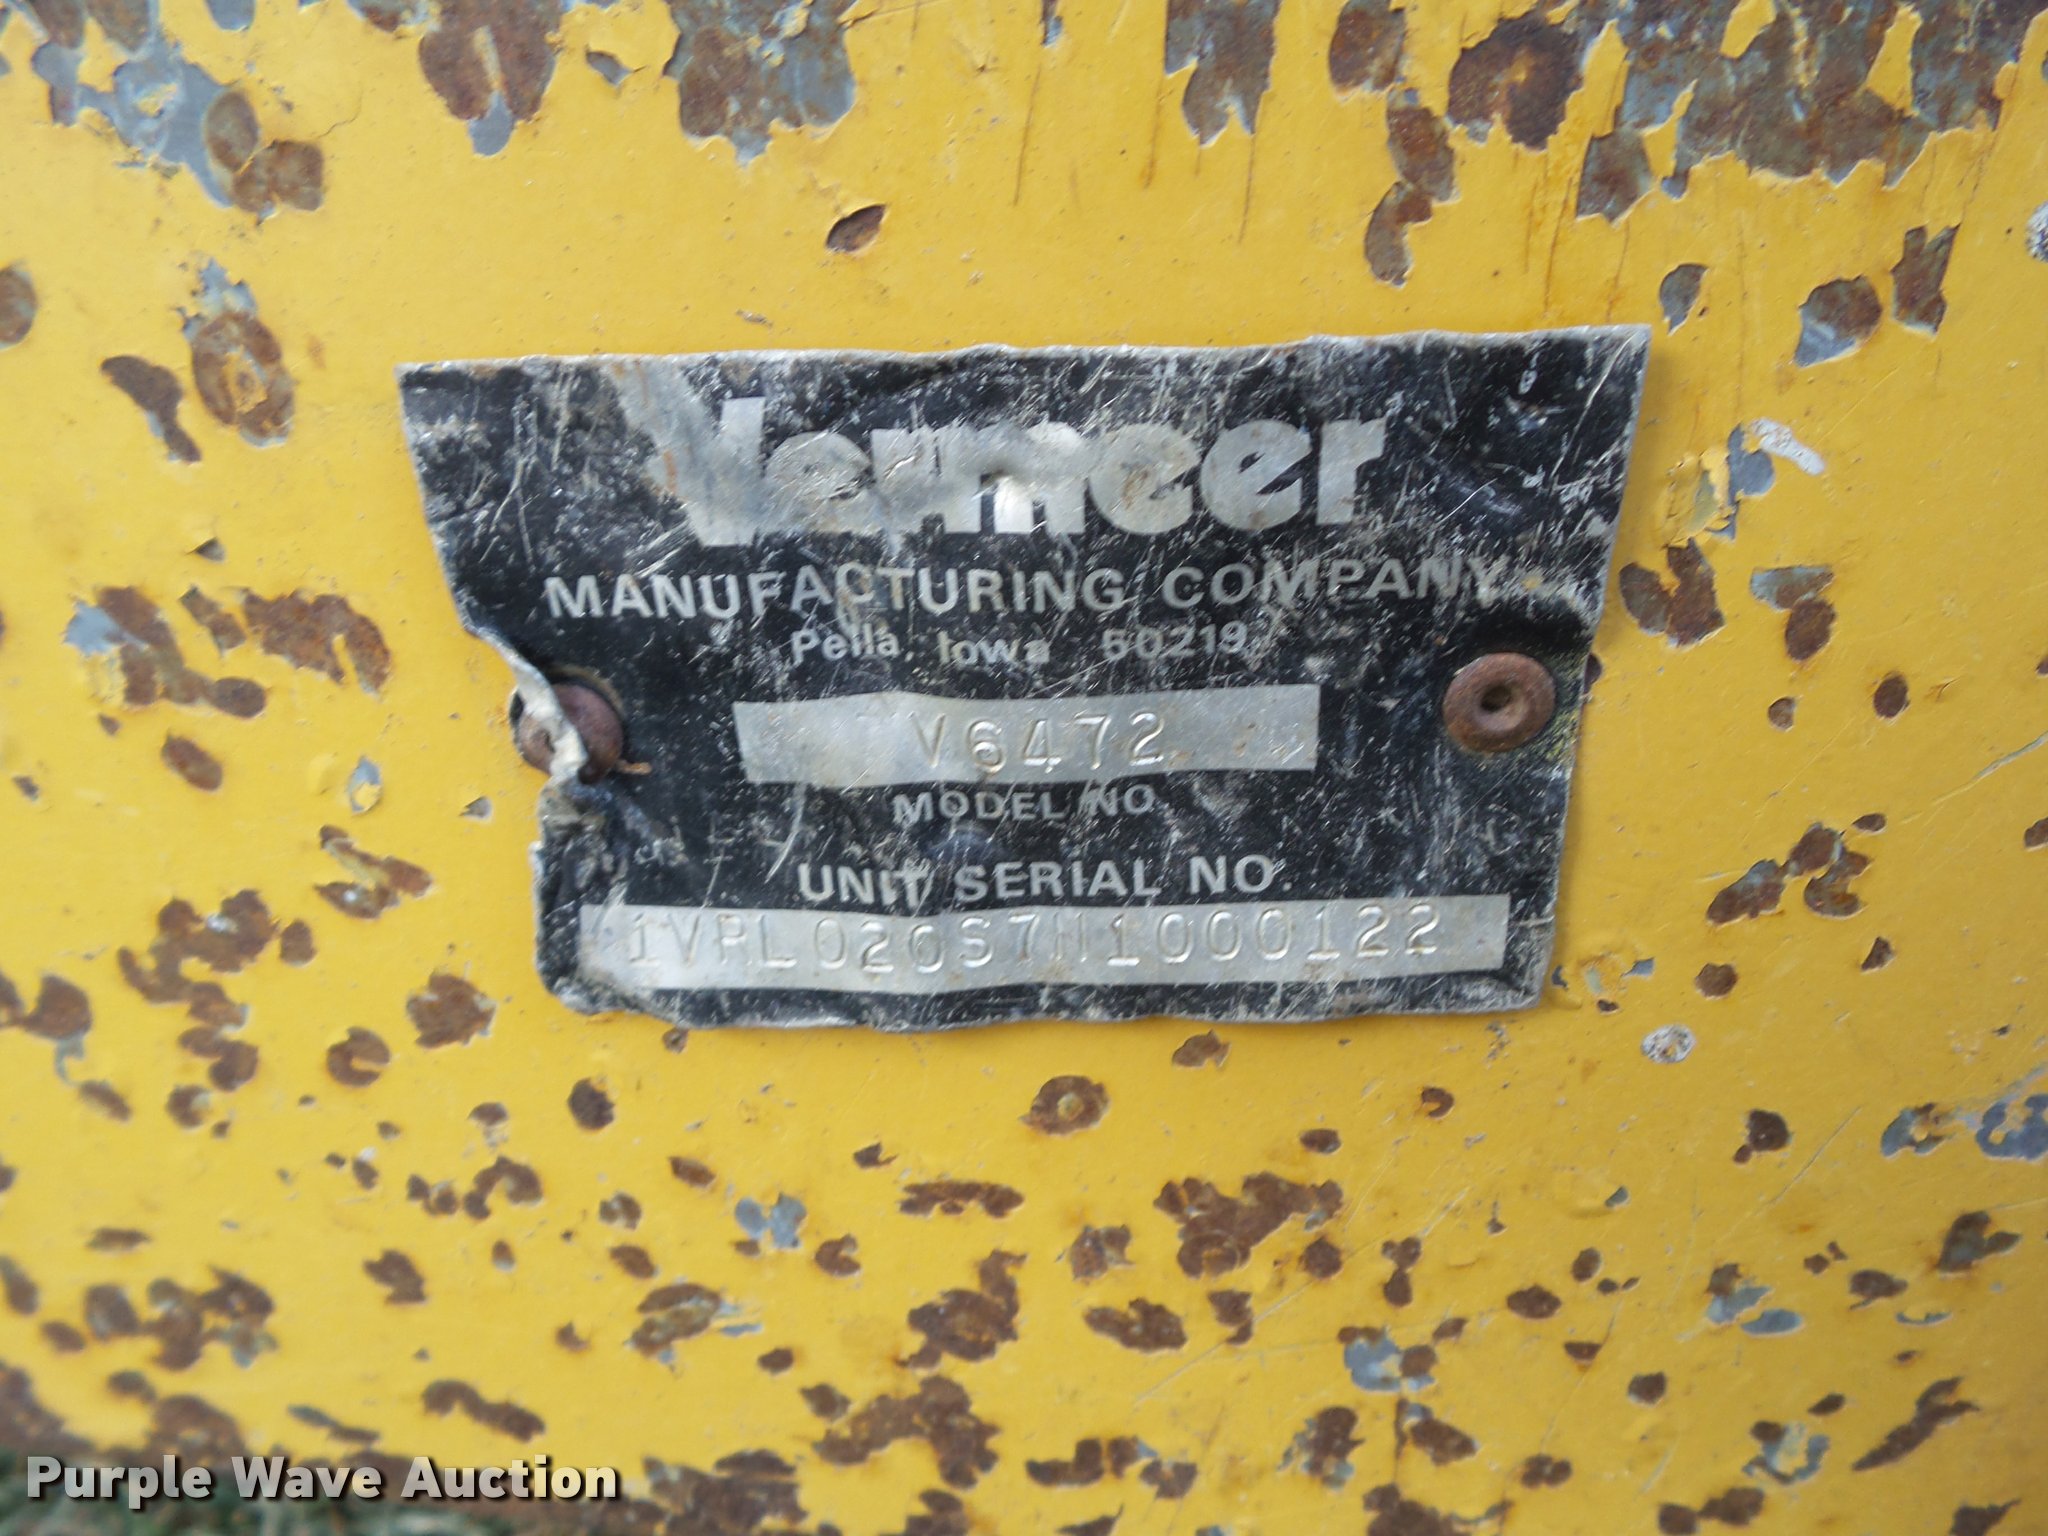 Vermeer
MANUFACTURING COMPANY
Pella, Iowa 50219
V6472
MODEL NO
UNIT SERIAL NO.
1VRL020S7H1000122
Purple Wave Auction